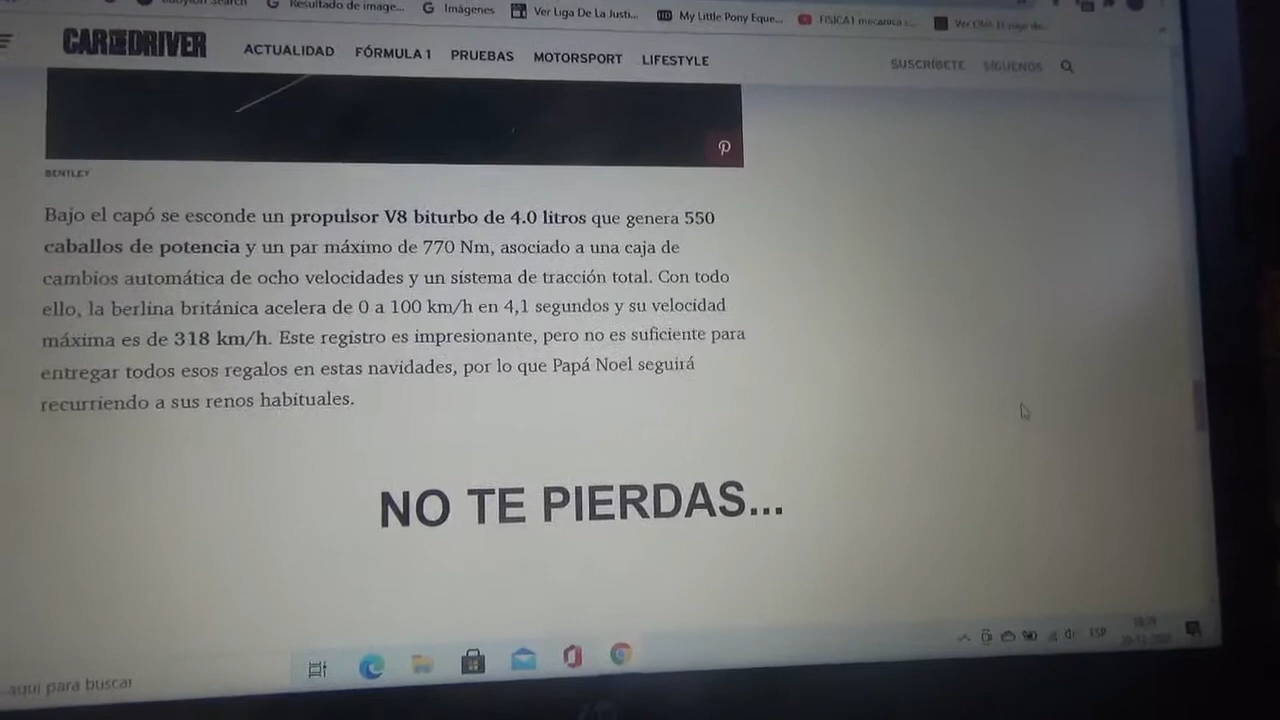 Search
Resultado de image...
Imágenes
Ver Liga De La Justi...
My Little Pony Eque...
FISICA I mecanica c...
CAR AND DRIVER
ACTUALIDAD FÓRMULA 1 PRUEBAS MOTORSPORT LIFESTYLE
SUSCRÍBETE SÍGUENOS
BENTLEY
Bajo el capó se esconde un propulsor V8 biturbo de 4.0 litros que genera 550
caballos de potencia y un par máximo de 770 Nm, asociado a una caja de
cambios automática de ocho velocidades y un sistema de tracción total. Con todo
ello, la berlina británica acelera de 0 a 100 km/h en 4,1 segundos y su velocidad
máxima es de 318 km/h. Este registro es impresionante, pero no es suficiente para
entregar todos esos regalos en estas navidades, por lo que Papá Noel seguirá
recurriendo a sus renos habituales.
NO TE PIERDAS...
aquí para buscar
ESP